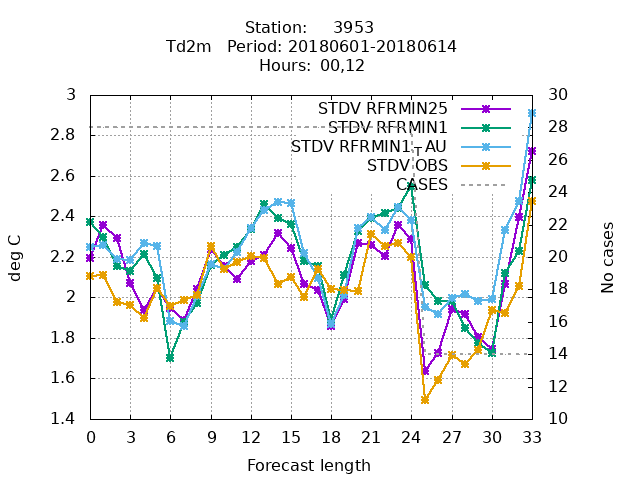 Station: 3953
Td2m Period: 20180601-20180614
Hours: 00,12
3
2.8
2.6
2.4
2.2
2
1.8
1.6
1.4
deg C
STDV RFRMIN25
STDV RFRMIN1
STDV RFRMIN1TAU
STDV OBS
CASES
30
28
26
24
22
20
18
16
14
12
10
No cases
0 3 6 9 12 15 18 21 24 27 30 33
Forecast length